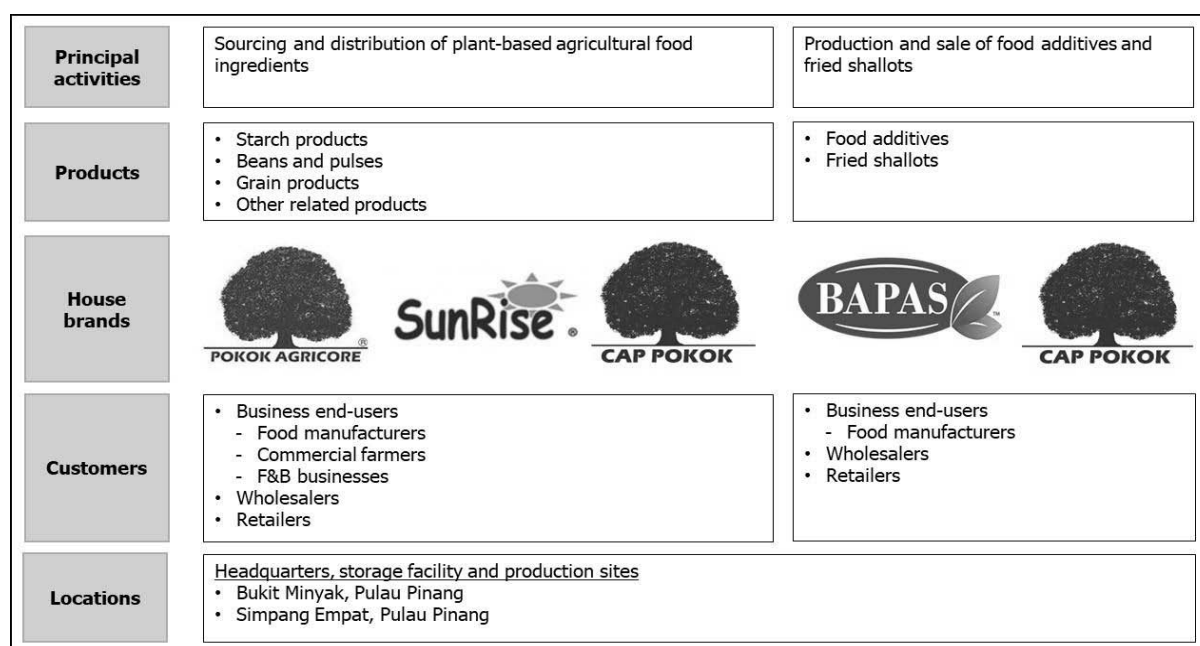 Principal
activities
Sourcing and distribution of plant-based agricultural food
ingredients
Production and sale of food additives and
fried shallots
Products
• Starch products
• Beans and pulses
• Grain products
• Other related products
• Food additives
• Fried shallots
House
brands
POKOK AGRICORE ®
SunRise ®
CAP POKOK
BAPAS ™
CAP POKOK
Customers
• Business end-users
- Food manufacturers
- Commercial farmers
- F&B businesses
• Wholesalers
• Retailers
• Business end-users
- Food manufacturers
• Wholesalers
• Retailers
Locations
Headquarters, storage facility and production sites
• Bukit Minyak, Pulau Pinang
• Simpang Empat, Pulau Pinang